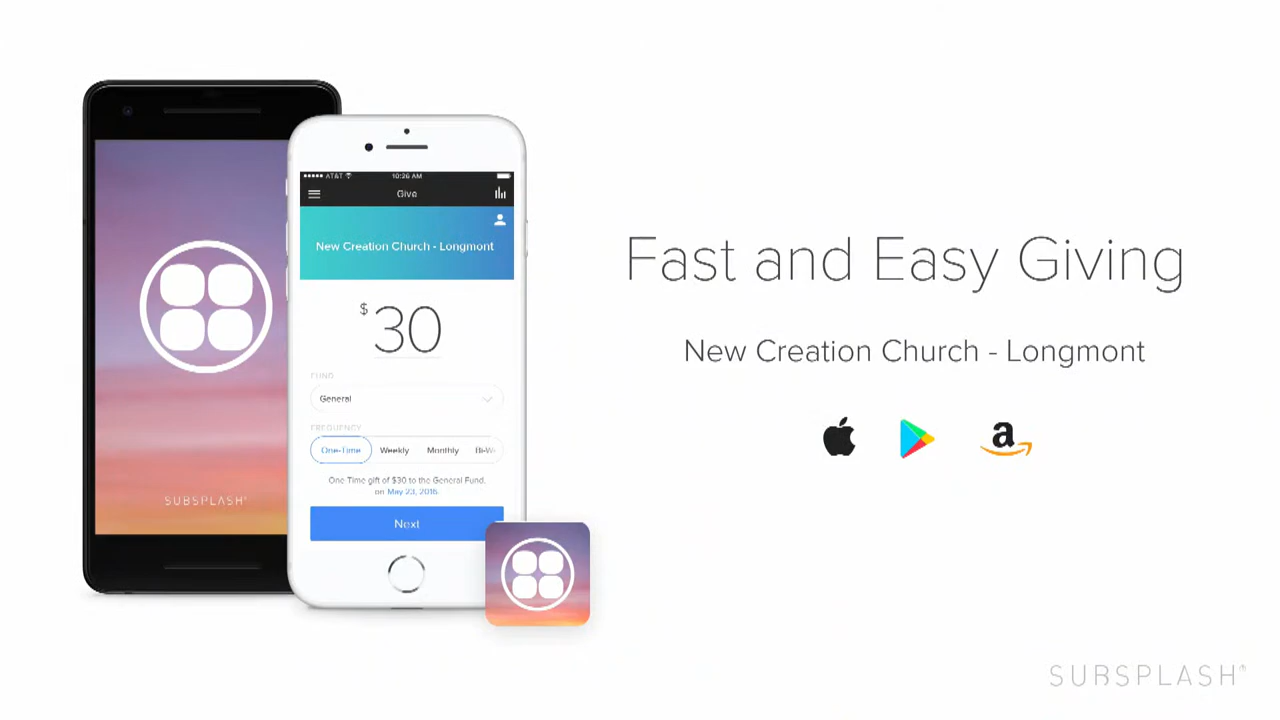 SUBSPLASH®
AT&T
10:26 AM
Give
New Creation Church - Longmont
$30
FUND
General
FREQUENCY
One-Time
Weekly
Monthly
Bi-We
One-Time gift of $30 to the General Fund,
on May 23, 2016.
Next
Fast and Easy Giving
New Creation Church - Longmont
SUBSPLASH®